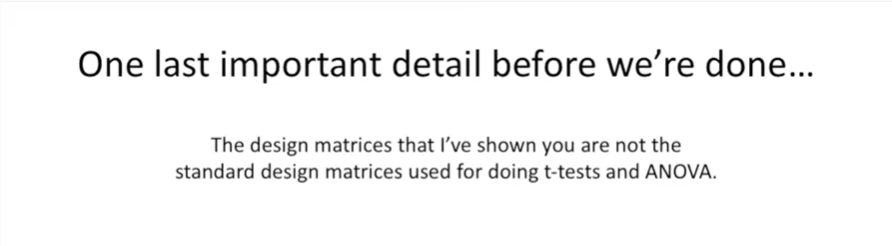 One last important detail before we’re done…
The design matrices that I’ve shown you are not the
standard design matrices used for doing t-tests and ANOVA.